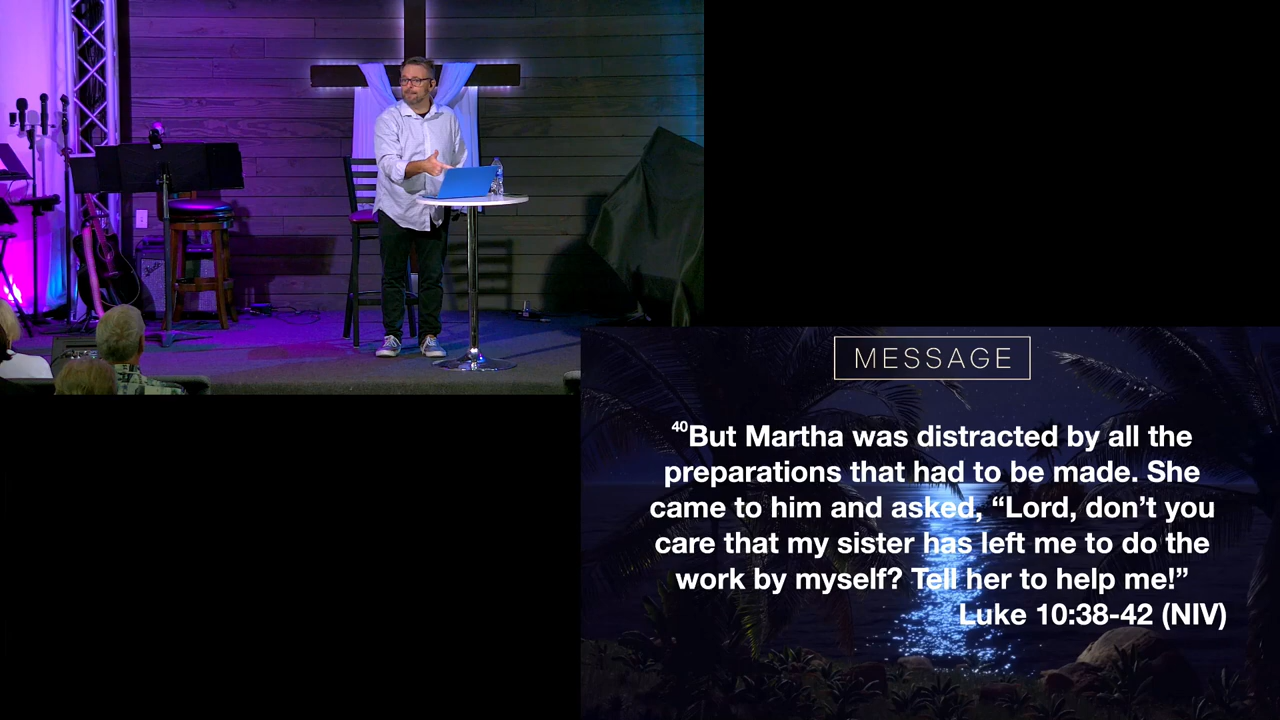 MESSAGE
⁴⁰But Martha was distracted by all the
preparations that had to be made. She
came to him and asked, “Lord, don’t you
care that my sister has left me to do the
work by myself? Tell her to help me!”
Luke 10:38-42 (NIV)